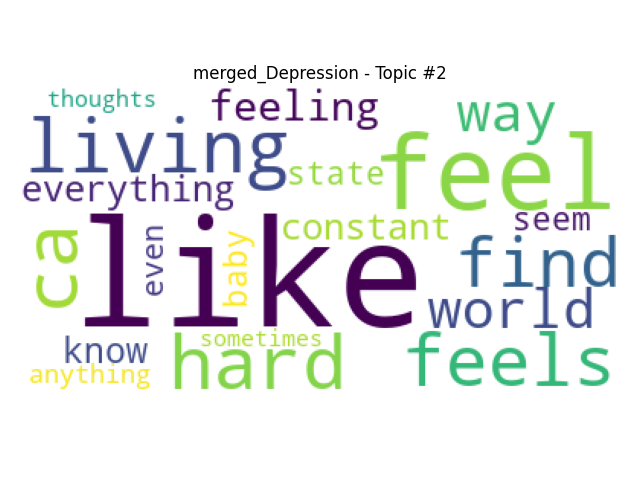 merged_Depression - Topic #2
thoughts
feeling
way
living
feel
state
everything
constant
seem
ca
even
baby
like
find
world
know
sometimes
hard
feels
anything